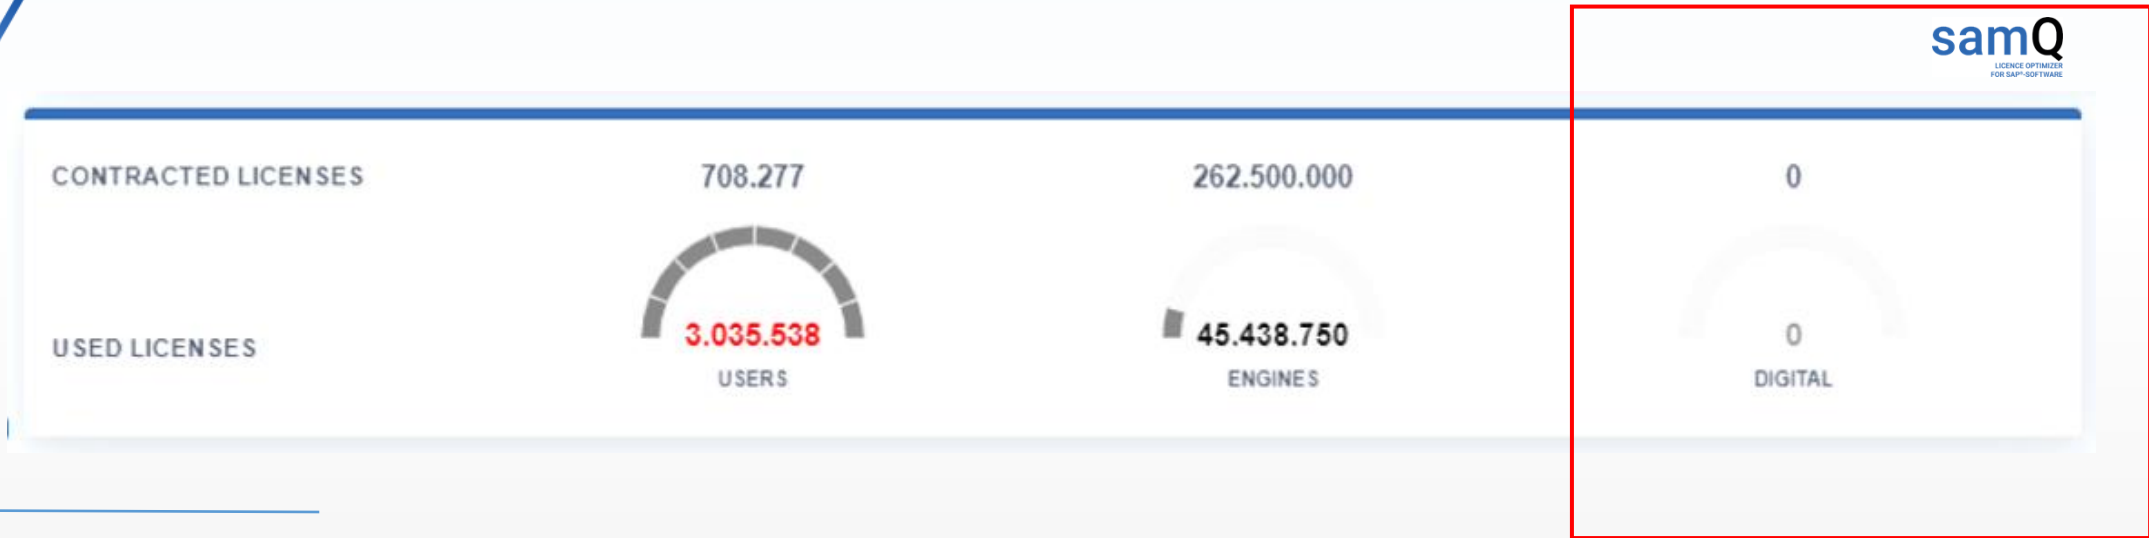 samQ
LICENCE OPTIMIZER
FOR SAP®-SOFTWARE
CONTRACTED LICENSES 708.277 262.500.000 0
USED LICENSES 3.035.538 45.438.750 0
USERS ENGINES DIGITAL